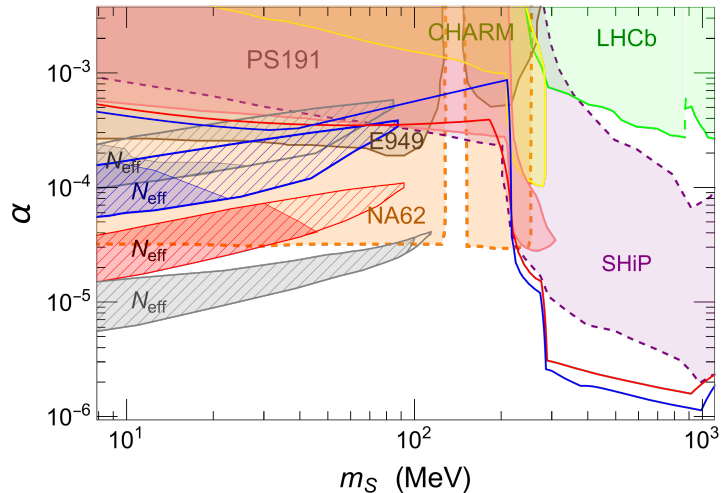 CHARM
LHCb
PS191
10⁻³
E949
N_eff
10⁻⁴
N_eff
NA62
α
N_eff
SHiP
N_eff
10⁻⁵
10⁻⁶
10¹ 10² 10³
m_S (MeV)